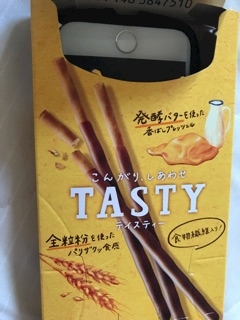 発酵バターを使った
香ばしプレッツェル
こんがり、しあわせ
TASTY
テイスティー
全粒粉を使った
バリザクッ食感
食物繊維入り!